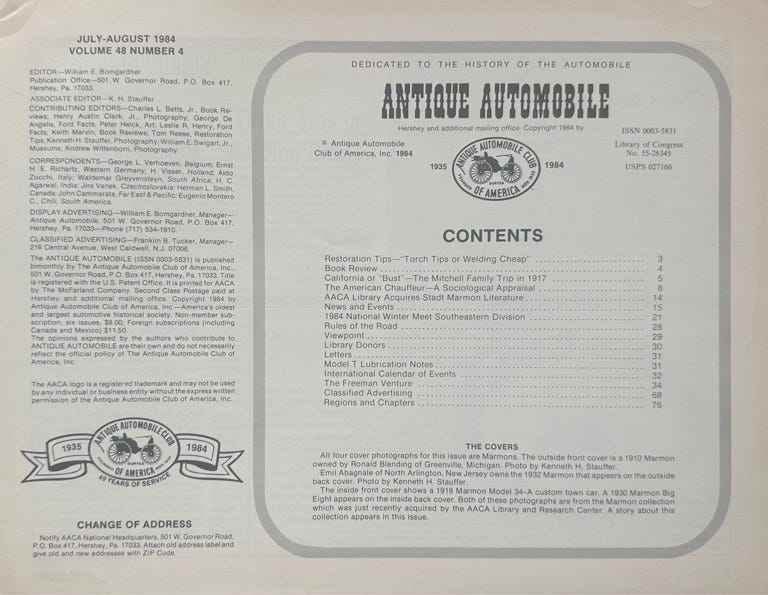 JULY-AUGUST 1984
VOLUME 48 NUMBER 4
EDITOR—William E. Bomgardner
Publication Office—501 W. Governor Road, P.O. Box 417,
Hershey, Pa. 17033.
ASSOCIATE EDITOR—K. H. Stauffer.
CONTRIBUTING EDITORS—Charles L. Betts, Jr., Book Re-
views; Henry Austin Clark, Jr., Photography; George De
Angelis, Ford Facts; Peter Helck, Art; Leslie R. Henry, Ford
Facts; Keith Marvin, Book Reviews; Tom Reese, Restoration
Tips; Kenneth H. Stauffer, Photography; William E. Swigart, Jr.,
Museums, Andrew Wittenborn, Photography.
CORRESPONDENTS—George L. Verhoeven, Belgium; Ernst
H. E. Richartz, Western Germany; H. Visser, Holland; Aldo
Zucchi, Italy; Waldemar Greyvensteyn, South Africa; H. C.
Agarwal, India; Jire Vanek, Czechoslovakia; Herman L. Smith,
Canada; John Cammarata, Far East & Pacific; Eugenio Montero
C., Chili, South America.
DISPLAY ADVERTISING—William E. Bomgardner, Manager—
Antique Automobile, 501 W. Governor Road, P.O. Box 417,
Hershey, Pa. 17033—Phone (717) 534-1910.
CLASSIFIED ADVERTISING—Franklin B. Tucker, Manager—
216 Central Avenue, West Caldwell, N.J. 07006.
The ANTIQUE AUTOMOBILE (ISSN 0003-5831) is published
bimonthly by The Antique Automobile Club of America, Inc.,
501 W. Governor Road, P.O. Box 417, Hershey, Pa. 17033. Title
is registered with the U.S. Patent Office. It is printed for AACA
by The McFarland Company. Second Class Postage paid at
Hershey and additional mailing office. Copyright 1984 by
Antique Automobile Club of America, Inc.—America's oldest
and largest automotive historical society. Non-member sub-
scription, six issues, $9.00; Foreign subscriptions (including
Canada and Mexico) $11.50.
The opinions expressed by the authors who contribute to
ANTIQUE AUTOMOBILE are their own and do not necessarily
reflect the official policy of The Antique Automobile Club of
America, Inc.
The AACA logo is a registered trademark and may not be used
by any individual or business entity without the express written
permission of the Antique Automobile Club of America, Inc.
1935
ANTIQUE AUTOMOBILE CLUB
DURYEA
FOUNDED NOV. 1935
OF AMERICA
1984
49 YEARS OF SERVICE
CHANGE OF ADDRESS
Notify AACA National Headquarters, 501 W. Governor Road,
P.O. Box 417, Hershey, Pa. 17033. Attach old address label and
give old and new addresses with ZIP Code.
DEDICATED TO THE HISTORY OF THE AUTOMOBILE
ANTIQUE AUTOMOBILE
Hershey and additional mailing office. Copyright 1984 by
© Antique Automobile
Club of America, Inc. 1984
1935
ANTIQUE AUTOMOBILE CLUB
DURYEA
FOUNDED NOV. 1935
OF AMERICA
1984
ISSN 0003-5831
Library of Congress
No. 55-26345
USPS 027160
CONTENTS
Restoration Tips—"Torch Tips or Welding Cheap" 3
Book Review 4
California or "Bust"—The Mitchell Family Trip in 1917 5
The American Chauffeur—A Sociological Appraisal 8
AACA Library Acquires Stadt Marmon Literature 14
News and Events 15
1984 National Winter Meet Southeastern Division 21
Rules of the Road 28
Viewpoint 29
Library Donors 30
Letters 31
Model T Lubrication Notes 31
International Calendar of Events 32
The Freeman Venture 34
Classified Advertising 68
Regions and Chapters 76
THE COVERS
All four cover photographs for this issue are Marmons. The outside front cover is a 1910 Marmon
owned by Ronald Blanding of Greenville, Michigan. Photo by Kenneth H. Stauffer.
Emil Abagnale of North Arlington, New Jersey owns the 1932 Marmon that appears on the outside
back cover. Photo by Kenneth H. Stauffer.
The inside front cover shows a 1918 Marmon Model 34-A custom town car. A 1930 Marmon Big
Eight appears on the inside back cover. Both of these photographs are from the Marmon collection
which was just recently acquired by the AACA Library and Research Center. A story about this
collection appears in this issue.